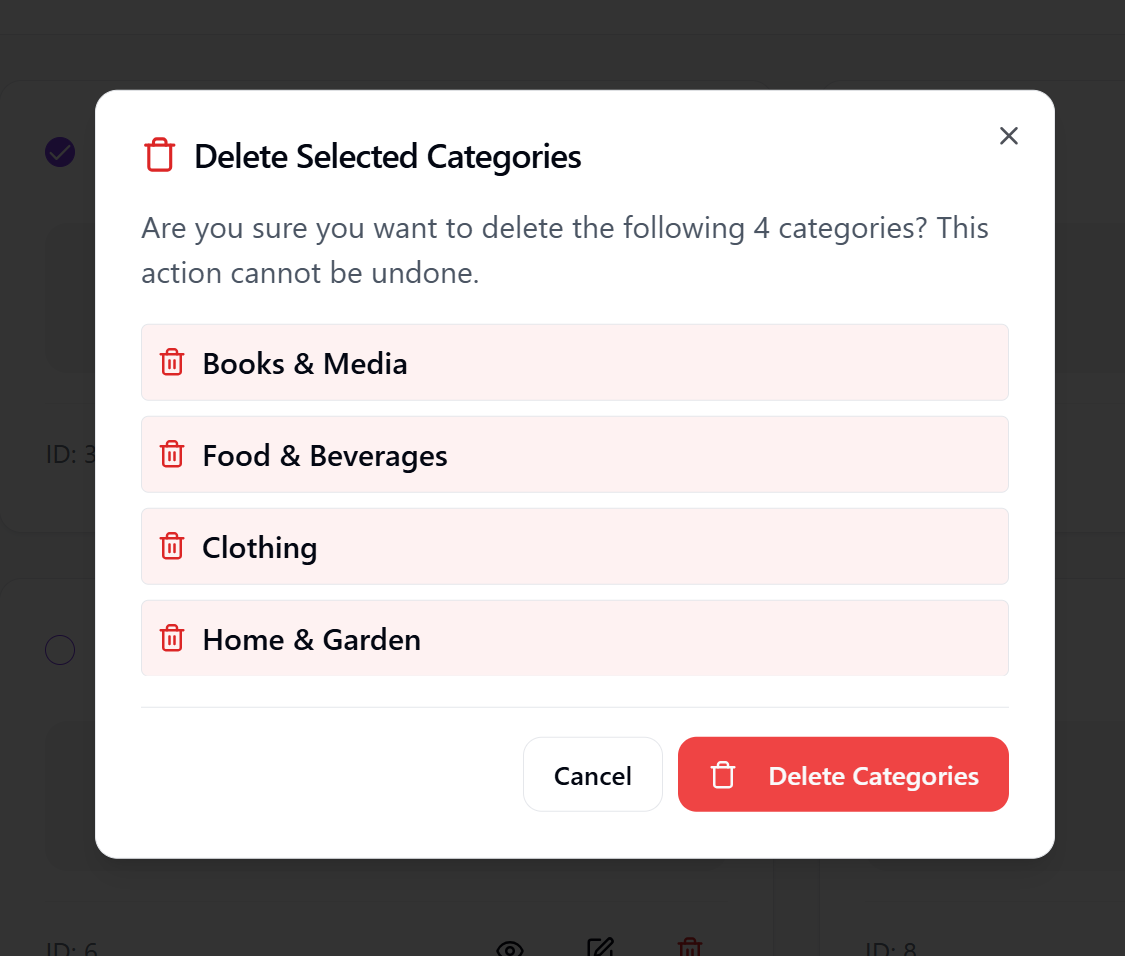 Delete Selected Categories
Are you sure you want to delete the following 4 categories? This
action cannot be undone.
Books & Media
Food & Beverages
Clothing
Home & Garden
Cancel
Delete Categories
ID: 3
ID: 6
ID: 8